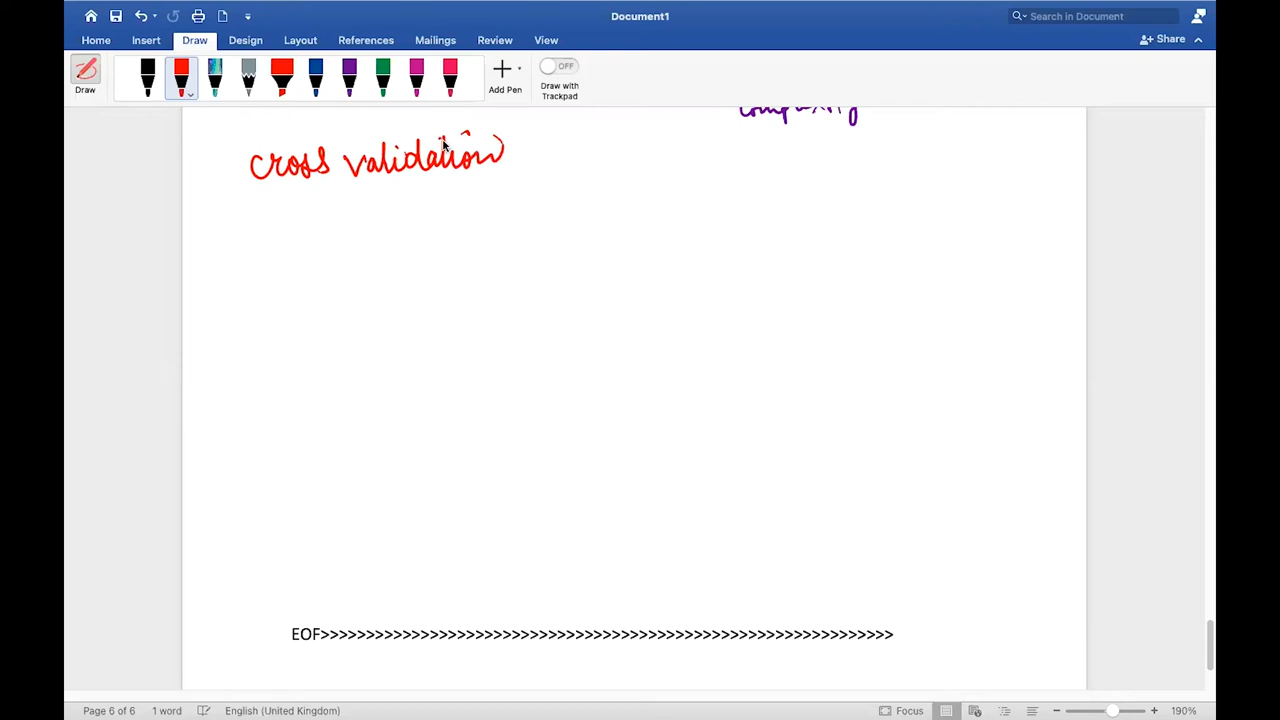 Document1
Search in Document
Home Insert Draw Design Layout References Mailings Review View
Share
OFF
Draw
Add Pen
Draw with
Trackpad
complexity
cross validation
EOF>>>>>>>>>>>>>>>>>>>>>>>>>>>>>>>>>>>>>>>>>>>>>>>>>>>>>>>>>>>>>>>
Page 6 of 6 1 word English (United Kingdom) Focus 190%